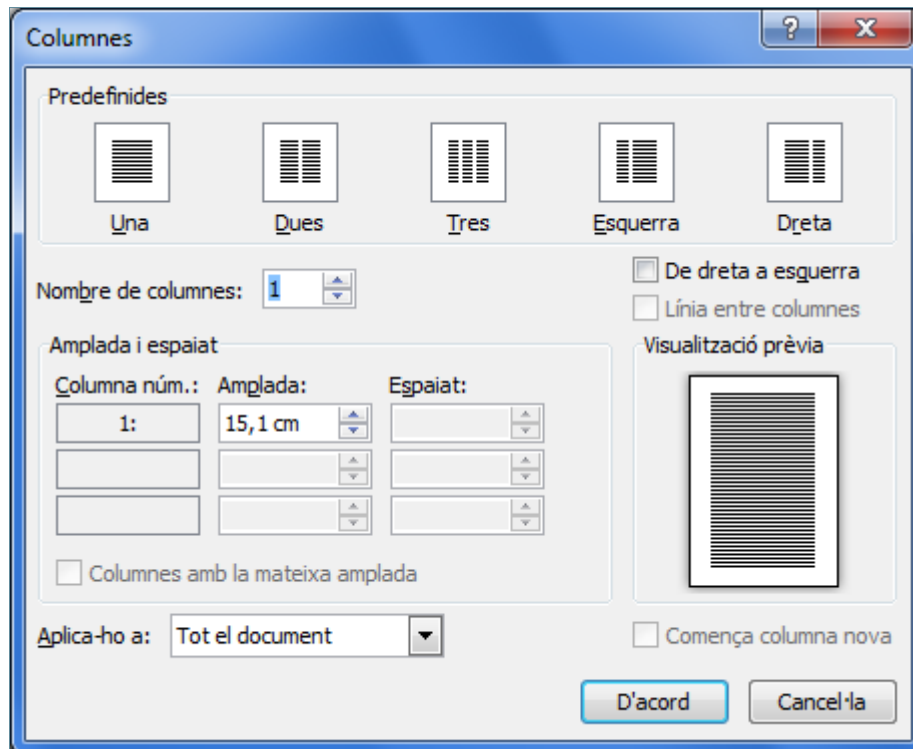 Columnes
Predefinides
Una Dues Tres Esquerra Dreta
Nombre de columnes: 1
De dreta a esquerra
Línia entre columnes
Amplada i espaiat
Columna núm.: Amplada: Espaiat:
1: 15,1 cm
Columnes amb la mateixa amplada
Visualització prèvia
Aplica-ho a: Tot el document
Comença columna nova
D'acord Cancel·la